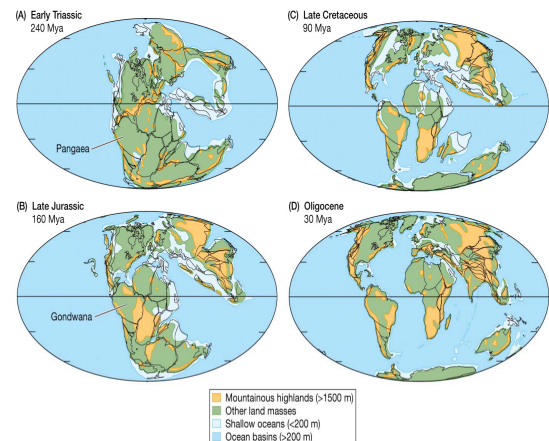 (A) Early Triassic
240 Mya
Pangaea
(B) Late Jurassic
160 Mya
Gondwana
(C) Late Cretaceous
90 Mya
(D) Oligocene
30 Mya
Mountainous highlands (>1500 m)
Other land masses
Shallow oceans (<200 m)
Ocean basins (>200 m)